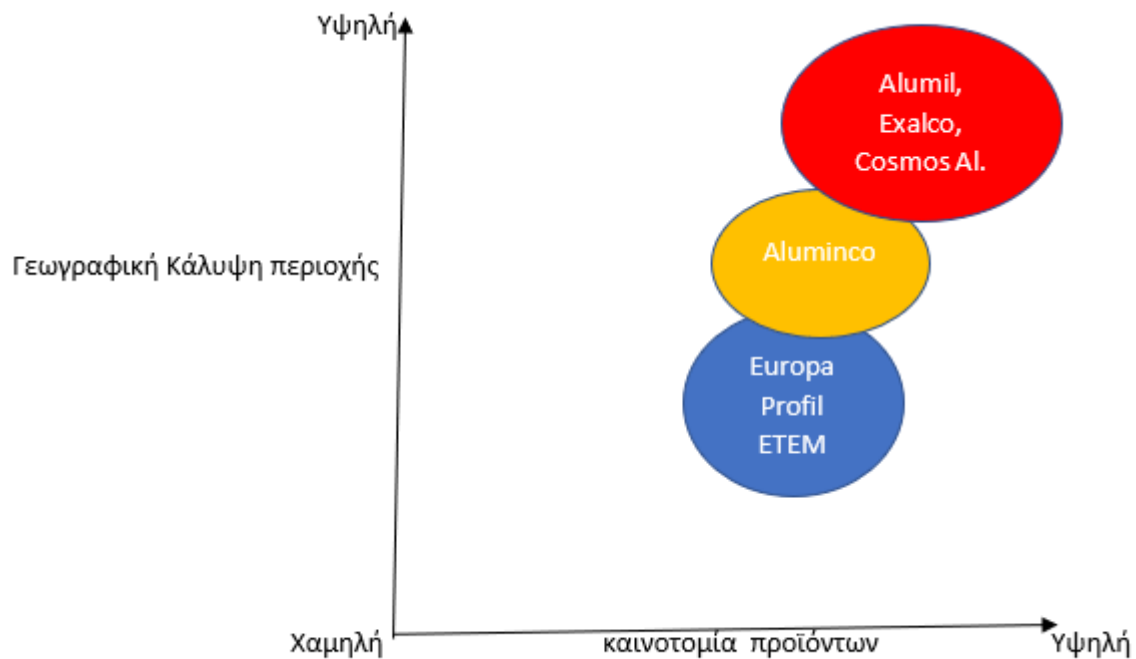 Υψηλή
Alumil,
Exalco,
Cosmos Al.
Aluminco
Γεωγραφική Κάλυψη περιοχής
Europa
Profil
ETEM
Χαμηλή
καινοτομία προϊόντων
Υψηλή